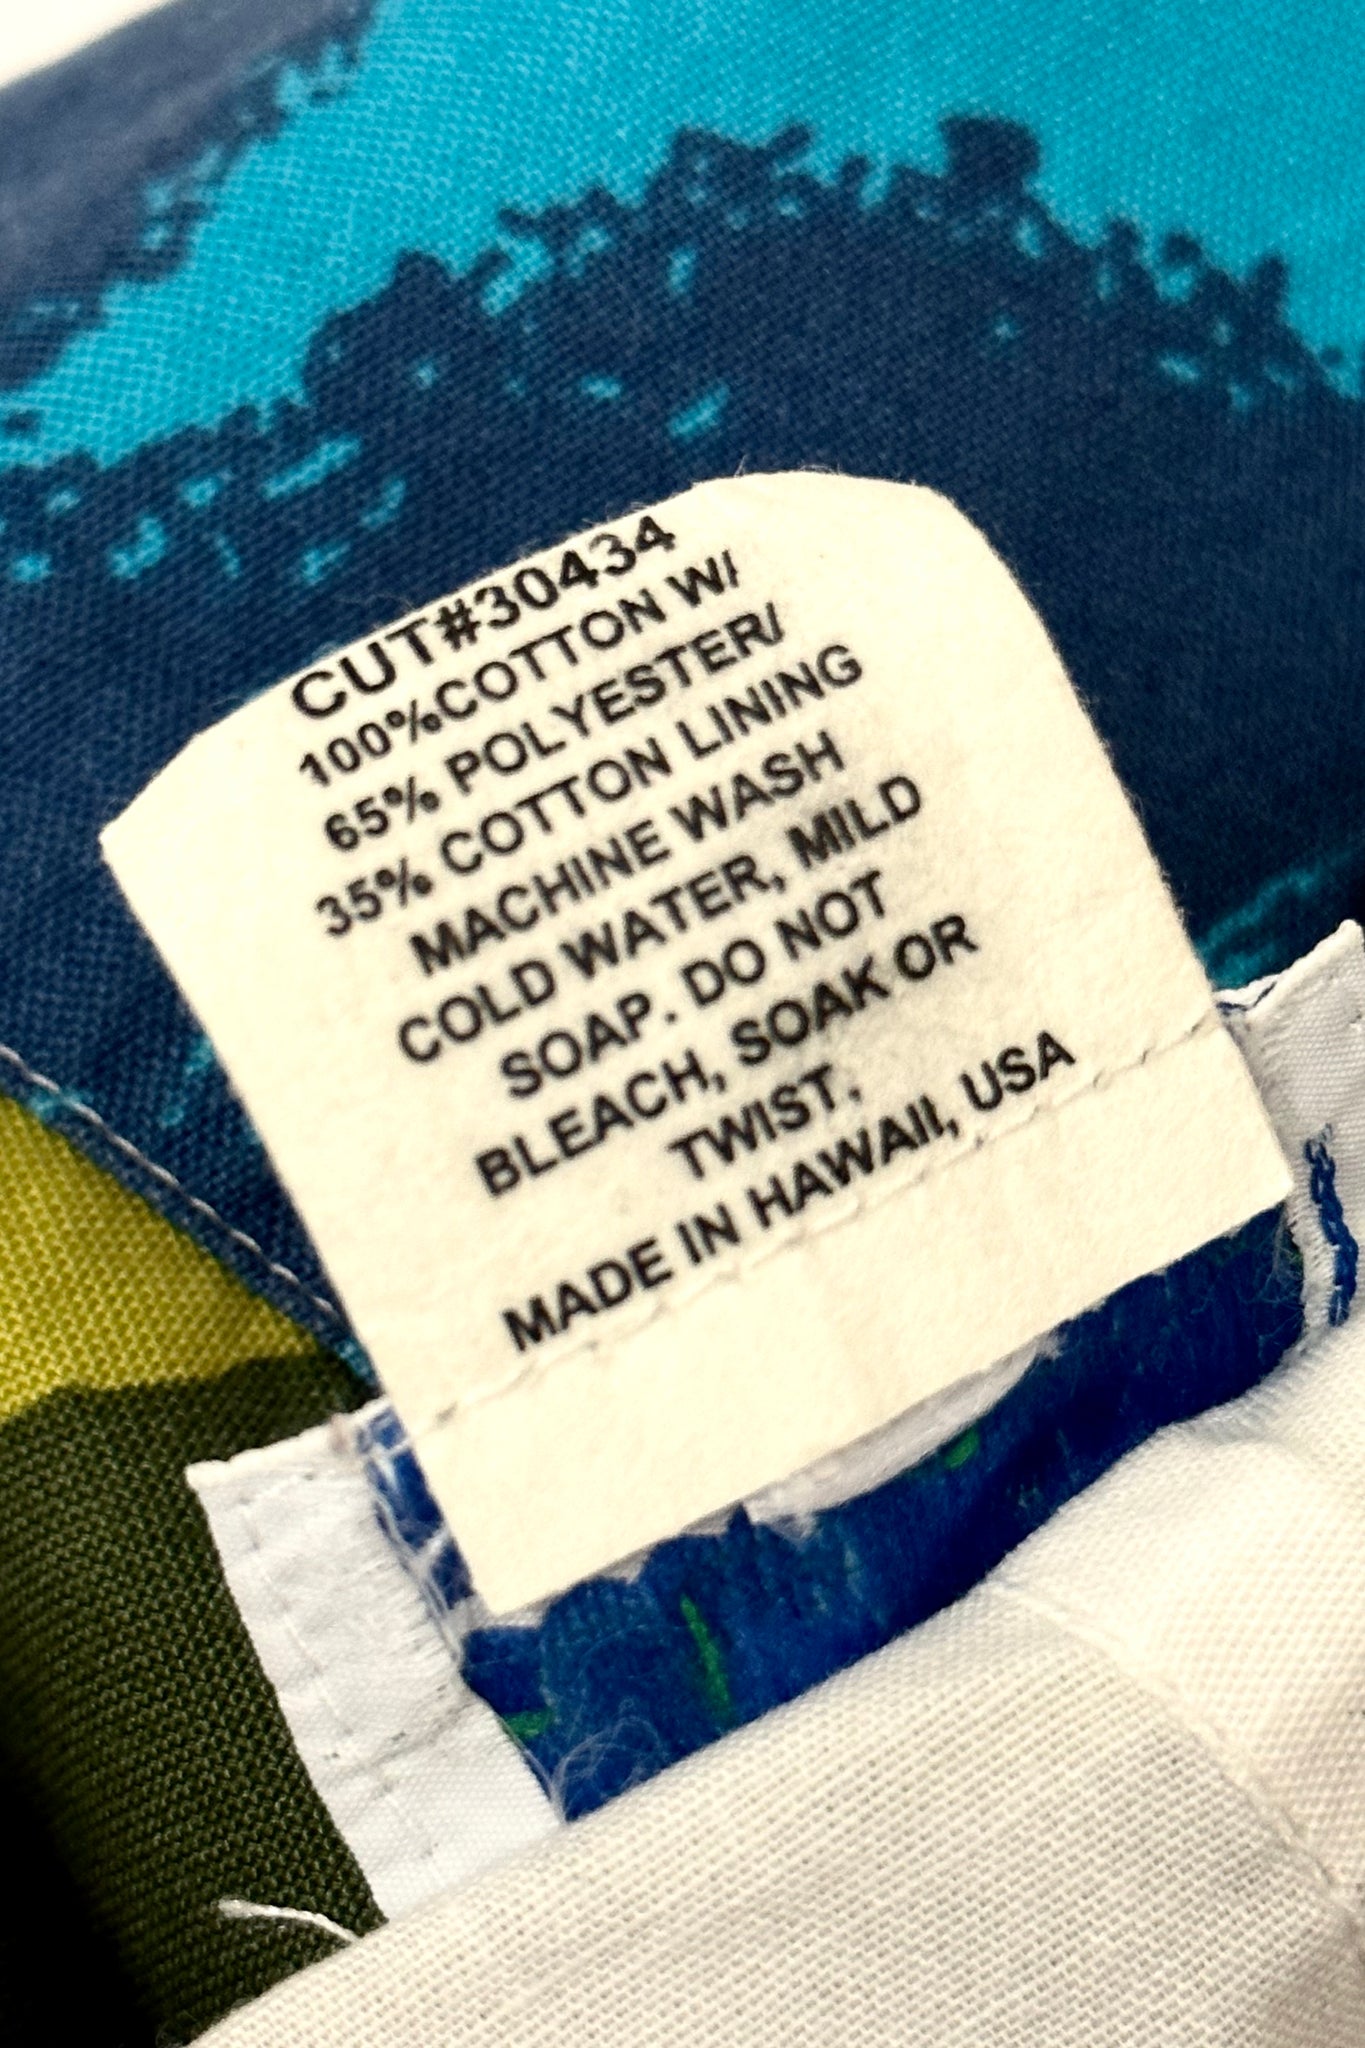 CUT#30434
100%COTTON W/
65% POLYESTER/
35% COTTON LINING
MACHINE WASH
COLD WATER, MILD
SOAP. DO NOT
BLEACH, SOAK OR
TWIST.
MADE IN HAWAII, USA